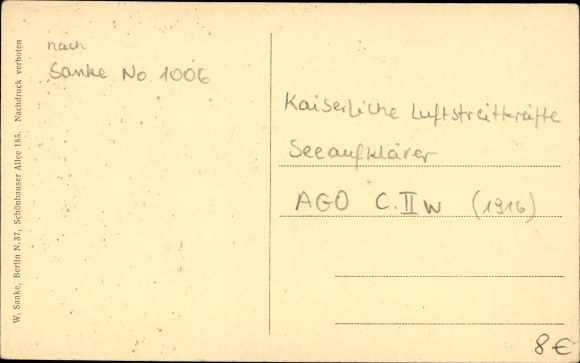 nach
Sanke No 1006
Kaiserliche Luftstreitkräfte
Seeaufklärer
AGO C.II W (1916)
8 €
W. Sanke, Berlin N.37, Schönhauser Allee 185. Nachdruck verboten